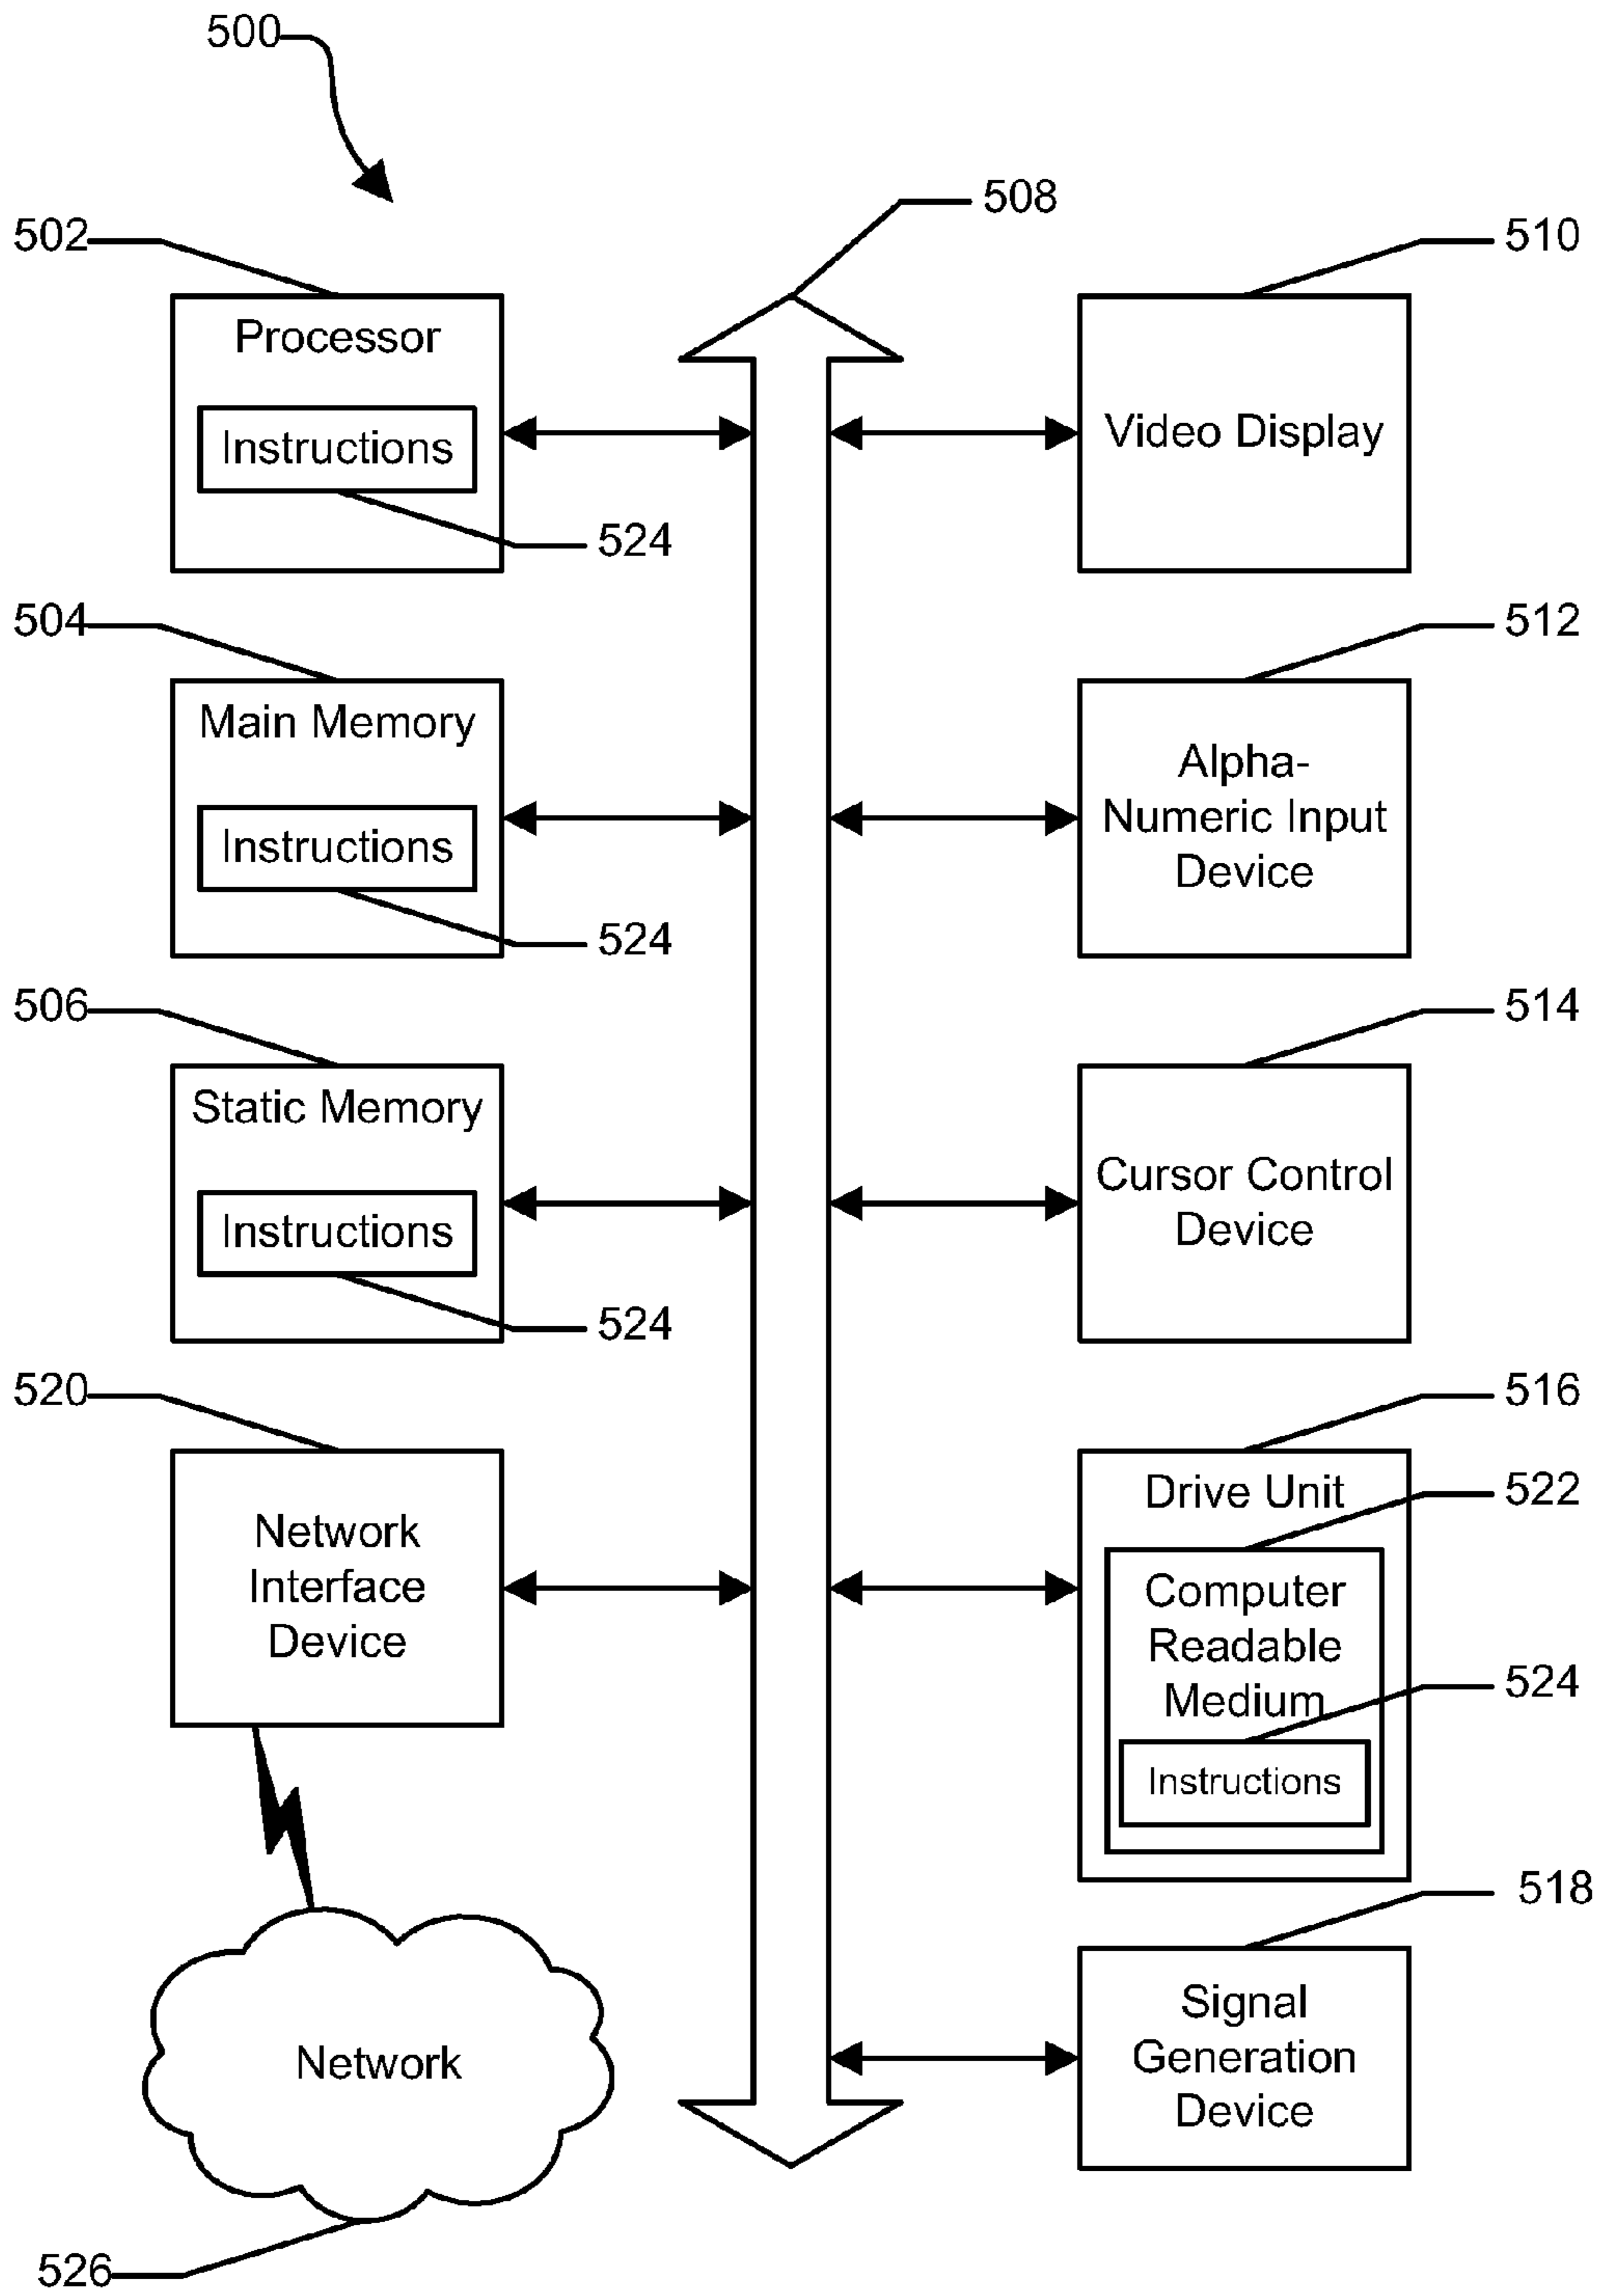 500
508
502
510
Processor
Instructions
524
Video Display
504
512
Main Memory
Instructions
524
Alpha-
Numeric Input
Device
506
514
Static Memory
Instructions
524
Cursor Control
Device
520
516
Network
Interface
Device
Drive Unit
522
Computer
Readable
Medium
524
Instructions
518
Network
Signal
Generation
Device
526